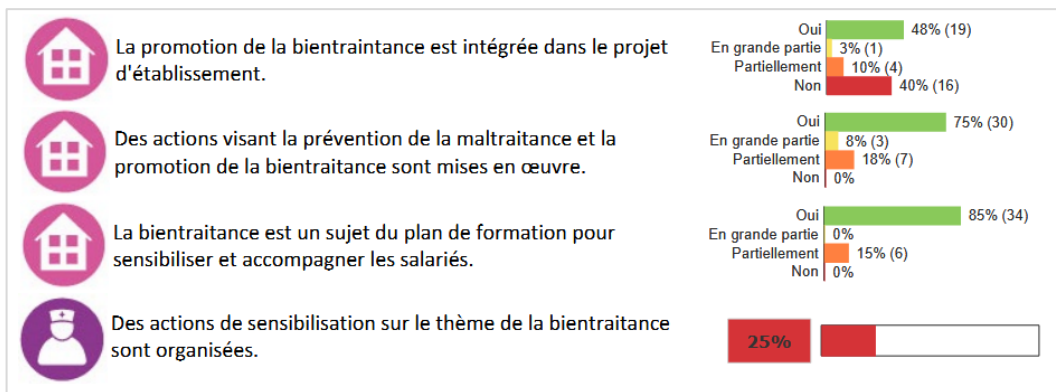 La promotion de la bientraintance est intégrée dans le projet
d'établissement.
Oui 48% (19)
En grande partie 3% (1)
Partiellement 10% (4)
Non 40% (16)
Des actions visant la prévention de la maltraitance et la
promotion de la bientraitance sont mises en œuvre.
Oui 75% (30)
En grande partie 8% (3)
Partiellement 18% (7)
Non 0%
La bientraitance est un sujet du plan de formation pour
sensibiliser et accompagner les salariés.
Oui 85% (34)
En grande partie 0%
Partiellement 15% (6)
Non 0%
Des actions de sensibilisation sur le thème de la bientraitance
sont organisées.
25%